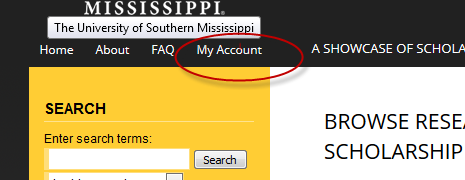 MISSISSIPPI.
The University of Southern Mississippi
Home About FAQ My Account
A SHOWCASE OF SCHOLA
SEARCH
Enter search terms:
Search
BROWSE RESEA
SCHOLARSHIP